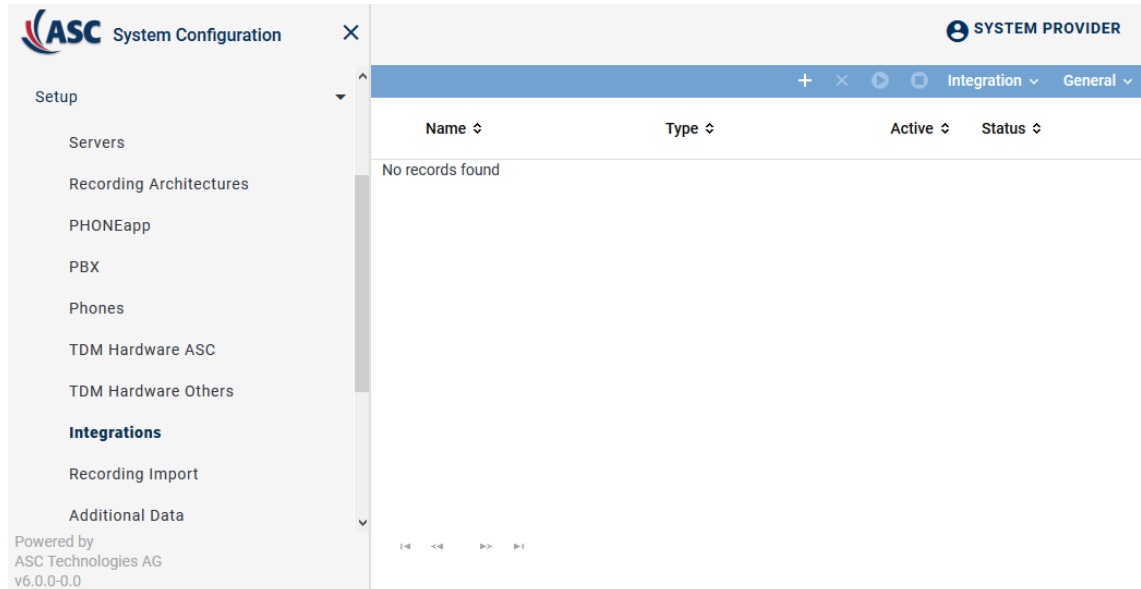 ASC System Configuration
SYSTEM PROVIDER
Integration General
Setup
Name Type Active Status
Servers
No records found
Recording Architectures
PHONEapp
PBX
Phones
TDM Hardware ASC
TDM Hardware Others
Integrations
Recording Import
Additional Data
Powered by
ASC Technologies AG
v6.0.0-0.0